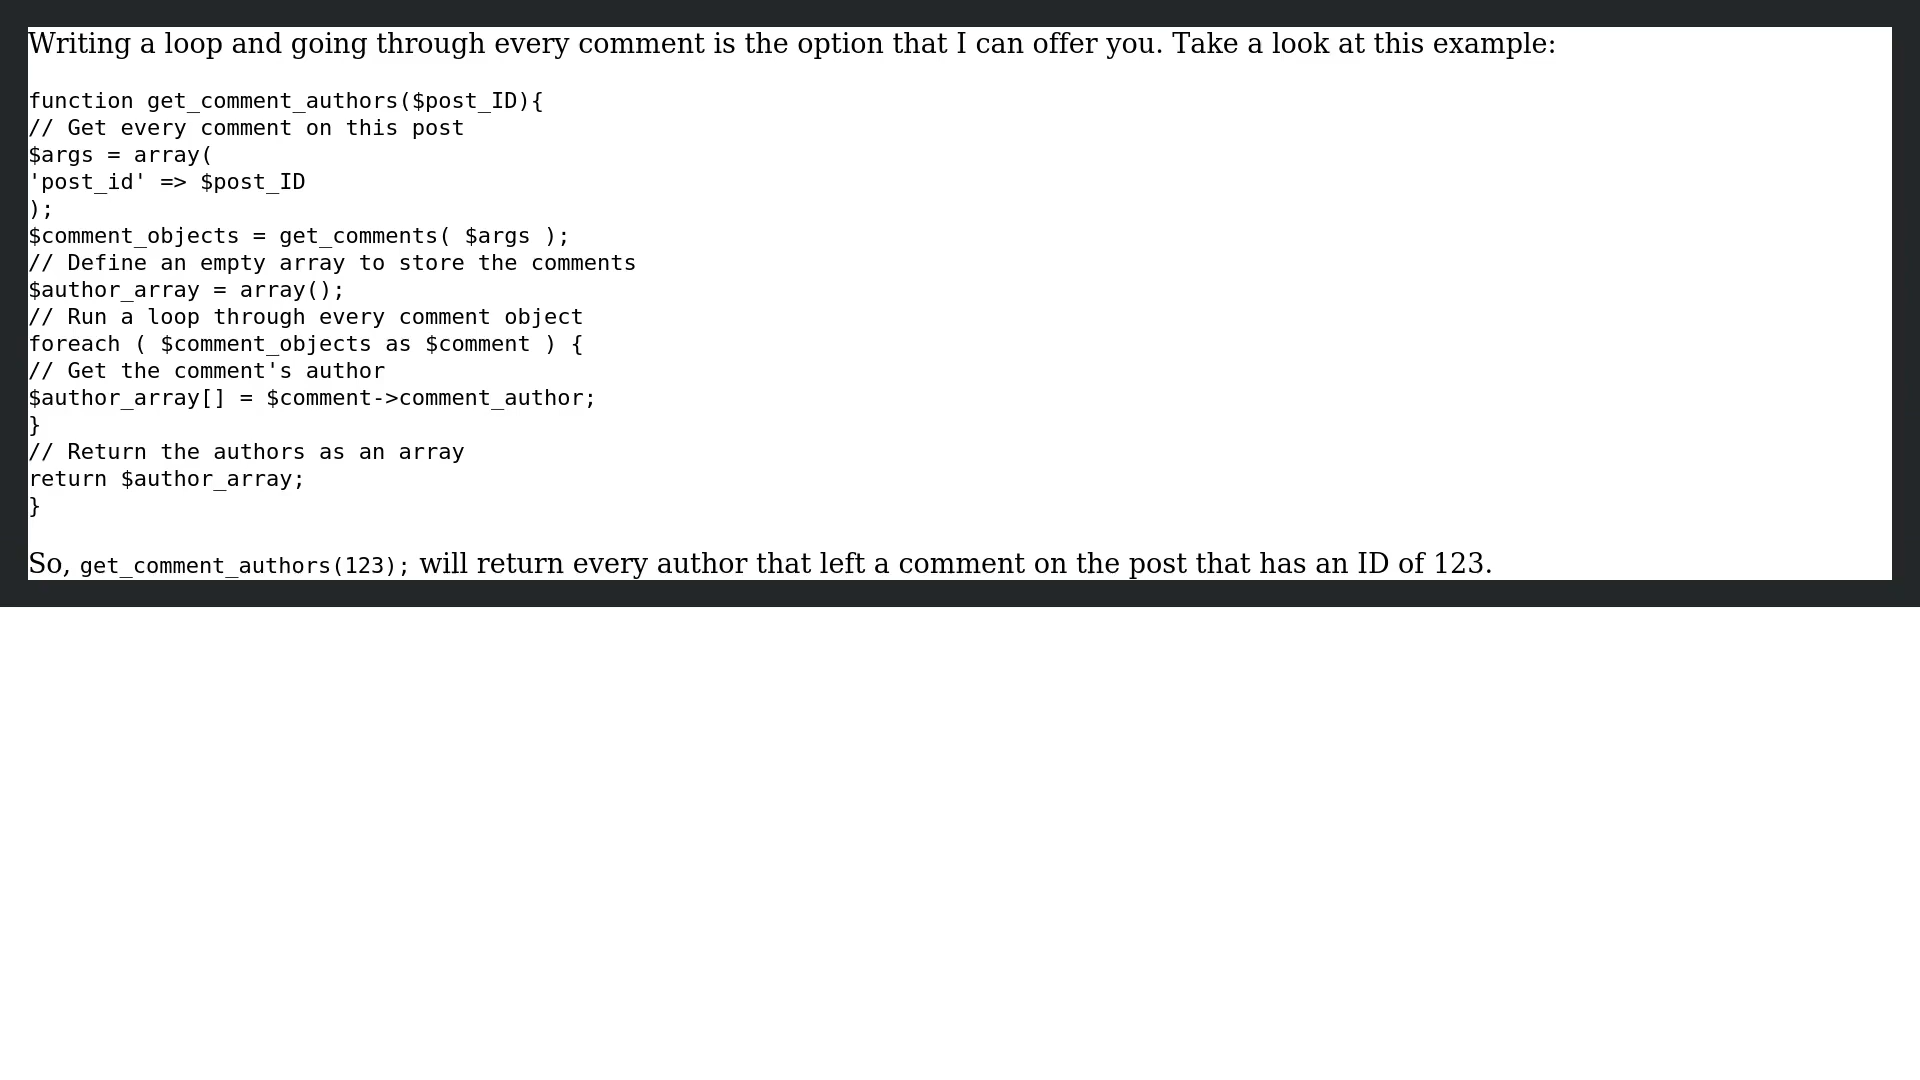 Writing a loop and going through every comment is the option that I can offer you. Take a look at this example:
function get_comment_authors($post_ID){
// Get every comment on this post
$args = array(
'post_id' => $post_ID
);
$comment_objects = get_comments( $args );
// Define an empty array to store the comments
$author_array = array();
// Run a loop through every comment object
foreach ( $comment_objects as $comment ) {
// Get the comment's author
$author_array[] = $comment->comment_author;
}
// Return the authors as an array
return $author_array;
}
So, get_comment_authors(123); will return every author that left a comment on the post that has an ID of 123.